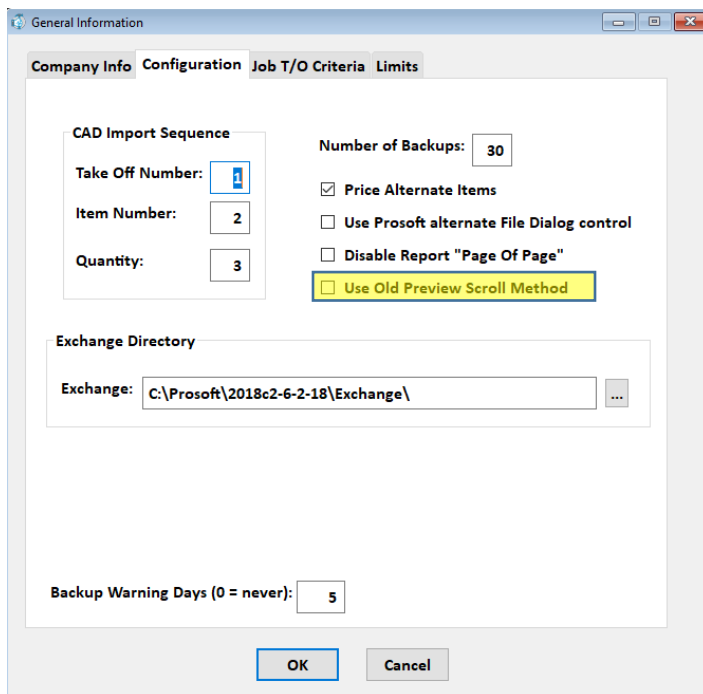 General Information
Company Info Configuration Job T/O Criteria Limits
CAD Import Sequence
Take Off Number: 1
Item Number: 2
Quantity: 3
Number of Backups: 30
Price Alternate Items
Use Prosoft alternate File Dialog control
Disable Report "Page Of Page"
Use Old Preview Scroll Method
Exchange Directory
Exchange: C:\Prosoft\2018c2-6-2-18\Exchange\ ...
Backup Warning Days (0 = never): 5
OK Cancel